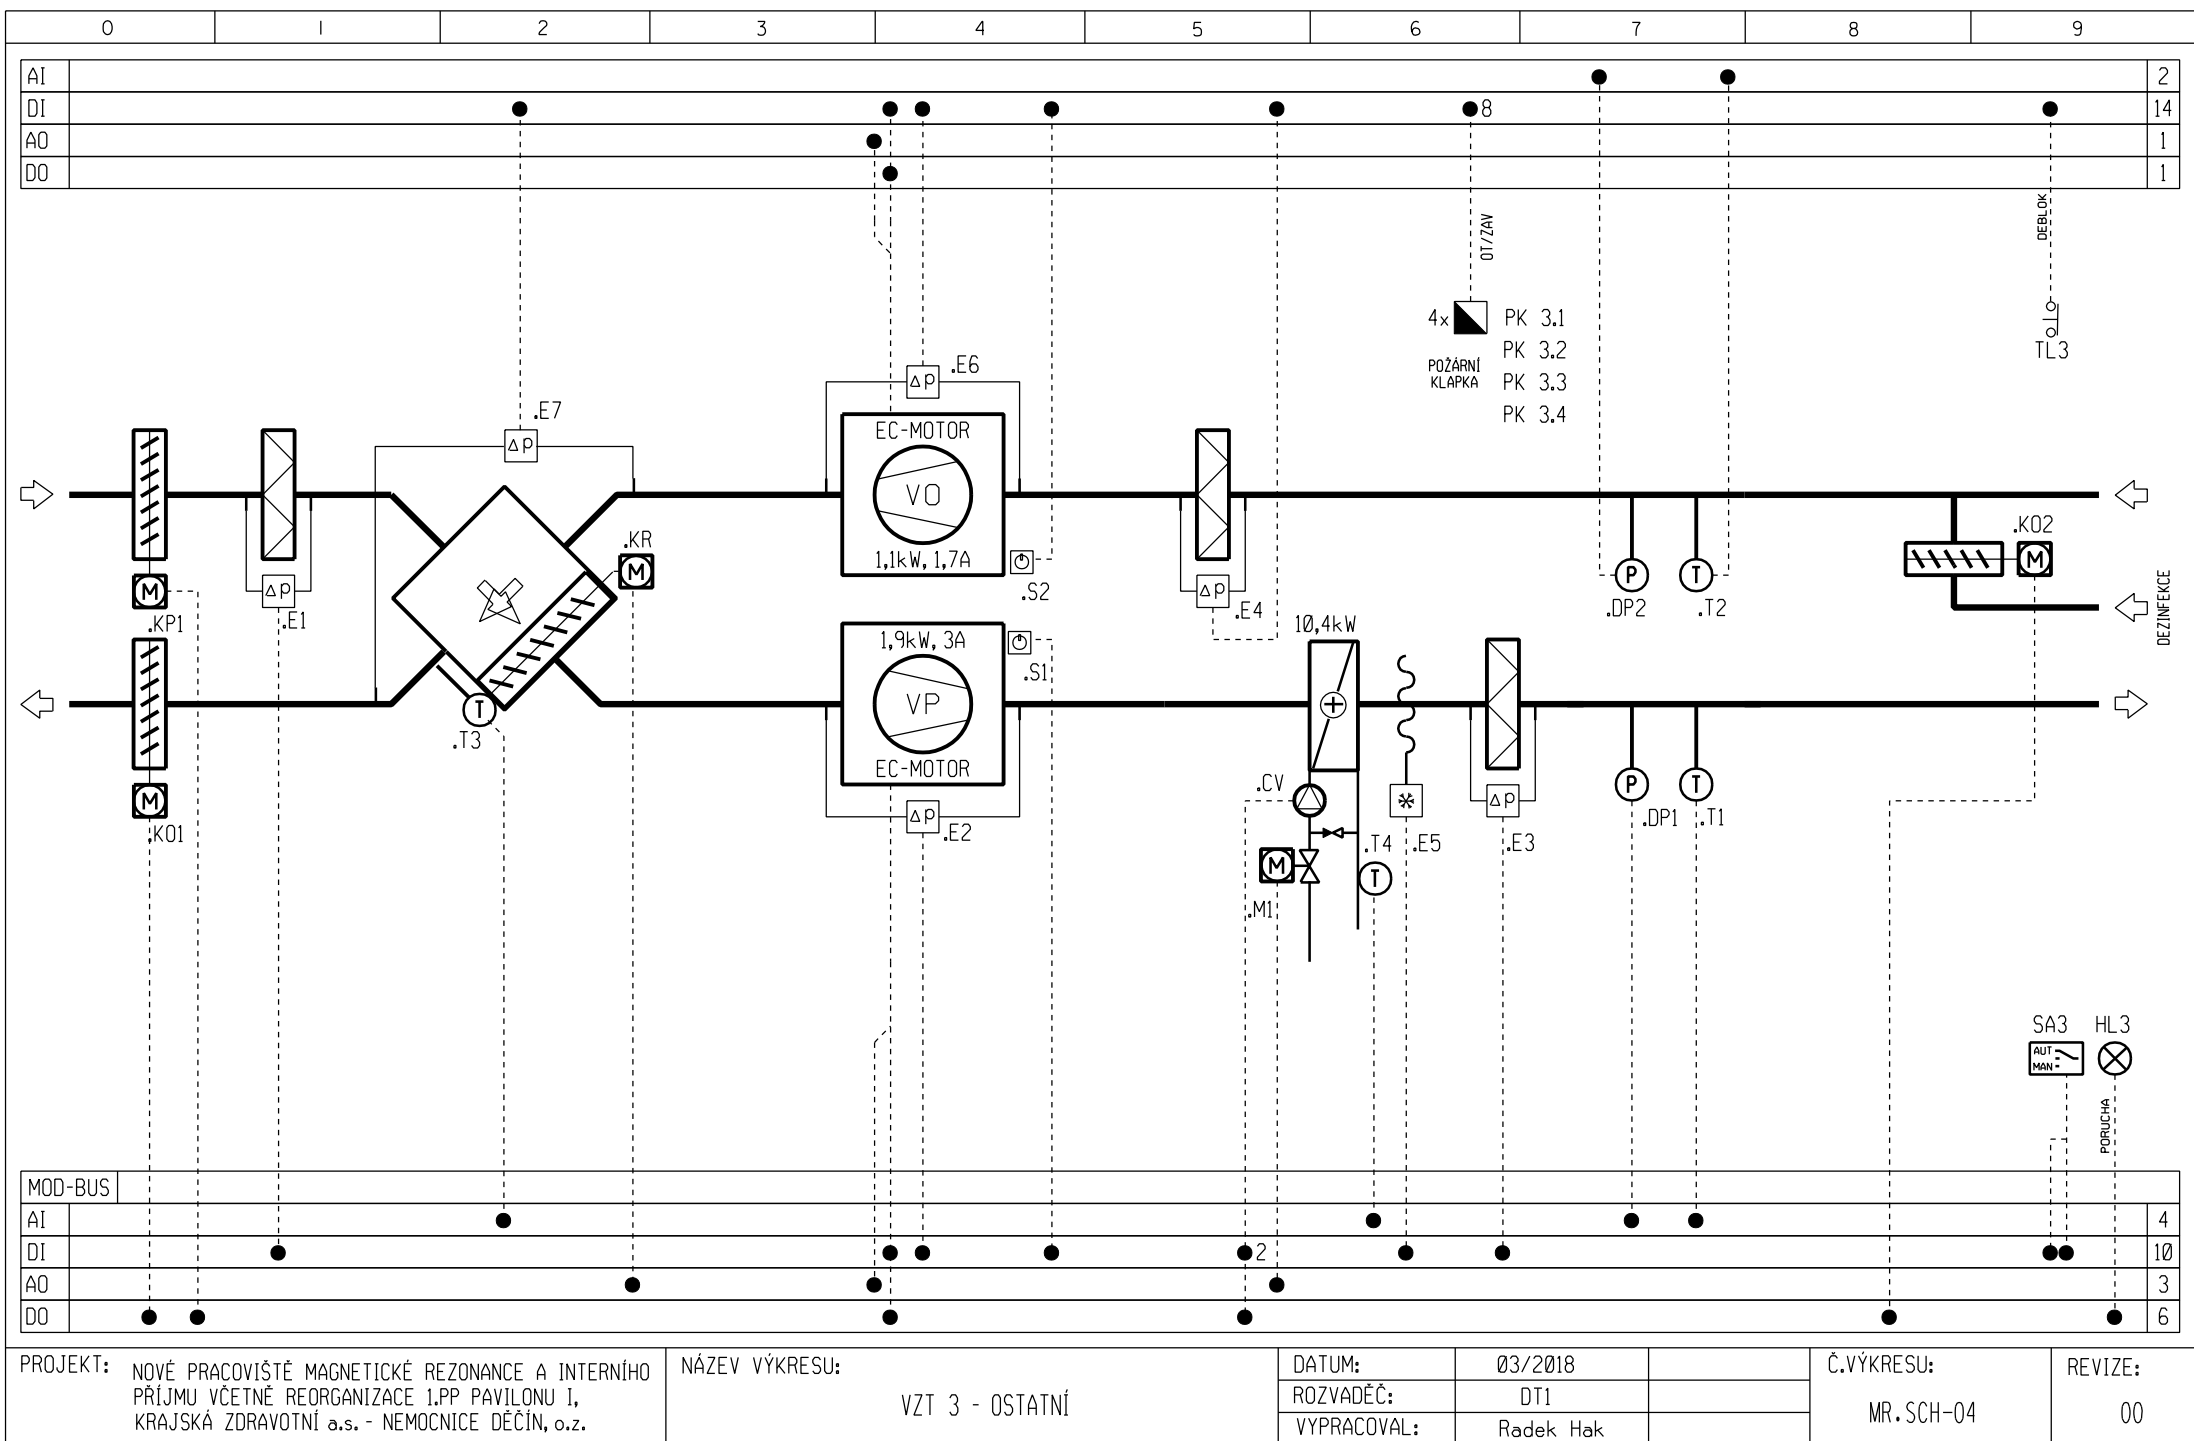 0 1 2 3 4 5 6 7 8 9
AI 2
DI 8 14
AO 1
DO 1
OT/ZAV
DEBLOK
4x PK 3.1
PK 3.2
POŽÁRNÍ
KLAPKA
PK 3.3
PK 3.4
TL3
.E6
Δp
.E7
Δp
EC-MOTOR
VO
1,1kW, 1,7A
.S2
.KR
M
M
.KP1
Δp
.E1
Δp
.E4
P
.DP2
T
.T2
.KO2
M
DEZINFEKCE
1,9kW, 3A
VP
EC-MOTOR
.S1
10,4kW
T
.T3
M
.KO1
Δp
.E2
.CV
M
.M1
.T4
T
.E5
Δp
.E3
P
.DP1
T
.T1
SA3 HL3
AUT
MAN
PORUCHA
MOD-BUS
AI 4
DI 2 10
AO 3
DO 6
PROJEKT: NOVÉ PRACOVIŠTĚ MAGNETICKÉ REZONANCE A INTERNÍHO
PŘÍJMU VČETNĚ REORGANIZACE 1.PP PAVILONU I,
KRAJSKÁ ZDRAVOTNÍ a.s. - NEMOCNICE DĚČÍN, o.z.
NÁZEV VÝKRESU:
VZT 3 - OSTATNÍ
DATUM: 03/2018
ROZVADĚČ: DT1
VYPRACOVAL: Radek Hak
Č.VÝKRESU:
MR.SCH-04
REVIZE:
00